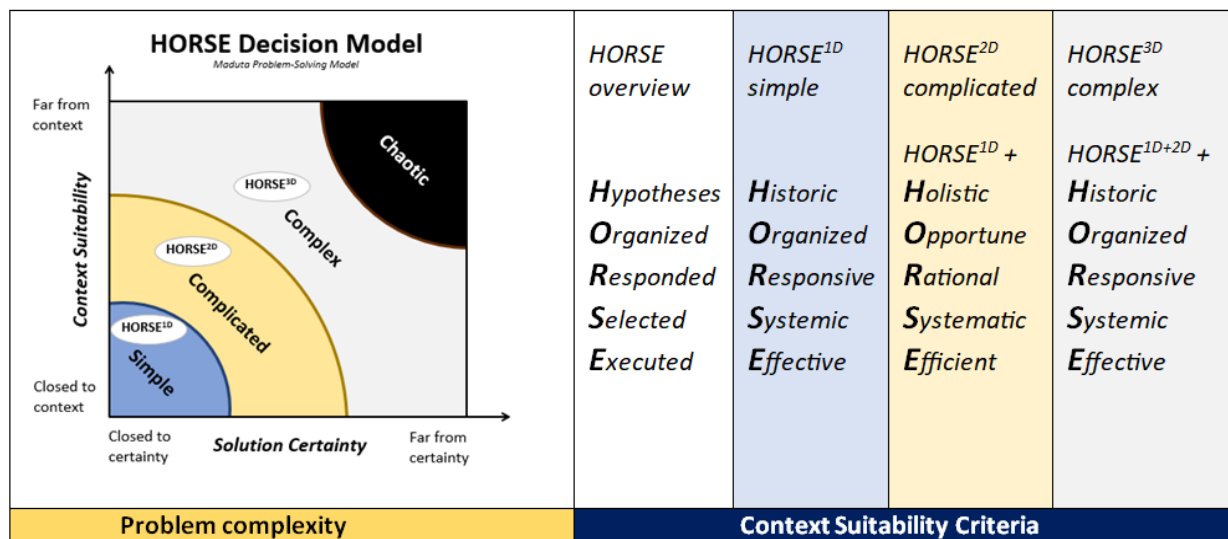 HORSE Decision Model
Maduta Problem-Solving Model
Far from
context
Context Suitability
Closed to
context
Chaotic
HORSE3D
Complex
HORSE2D
Complicated
HORSE1D
Simple
Closed to
certainty
Solution Certainty
Far from
certainty
Problem complexity
HORSE
overview
Hypotheses
Organized
Responded
Selected
Executed
HORSE1D
simple
Historic
Organized
Responsive
Systemic
Effective
HORSE2D
complicated
HORSE1D +
Holistic
Opportune
Rational
Systematic
Efficient
HORSE3D
complex
HORSE1D+2D +
Historic
Organized
Responsive
Systemic
Effective
Context Suitability Criteria